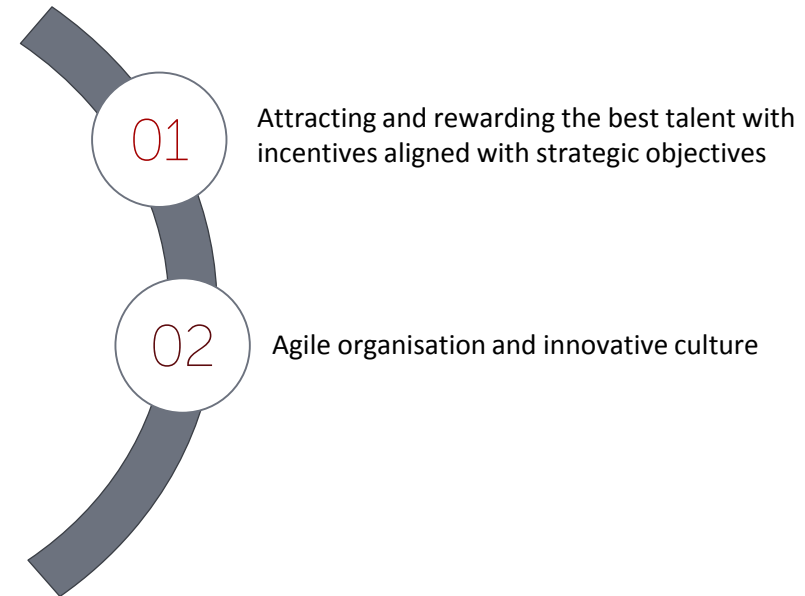 01
Attracting and rewarding the best talent with
incentives aligned with strategic objectives
02
Agile organisation and innovative culture